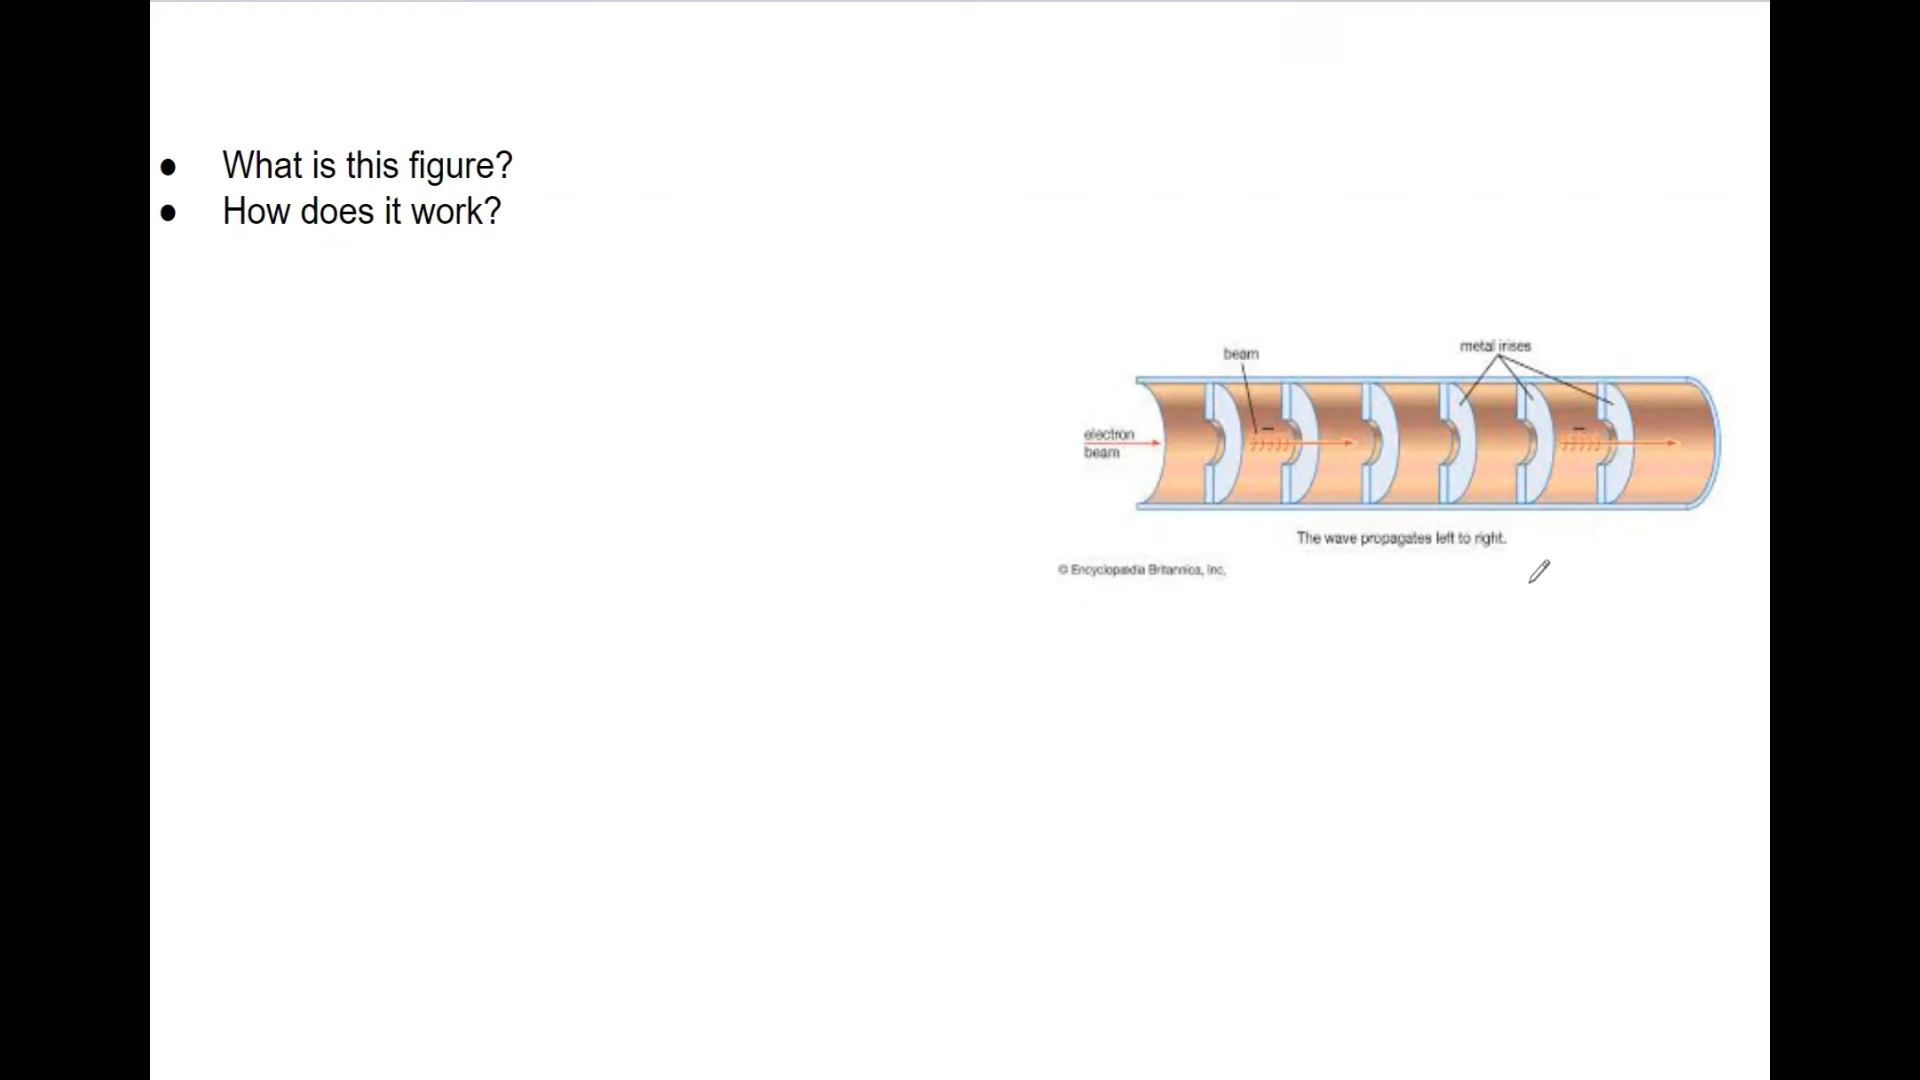 ● What is this figure?
● How does it work?
beam
metal irises
electron
beam
The wave propagates left to right.
© Encyclopædia Britannica, Inc.